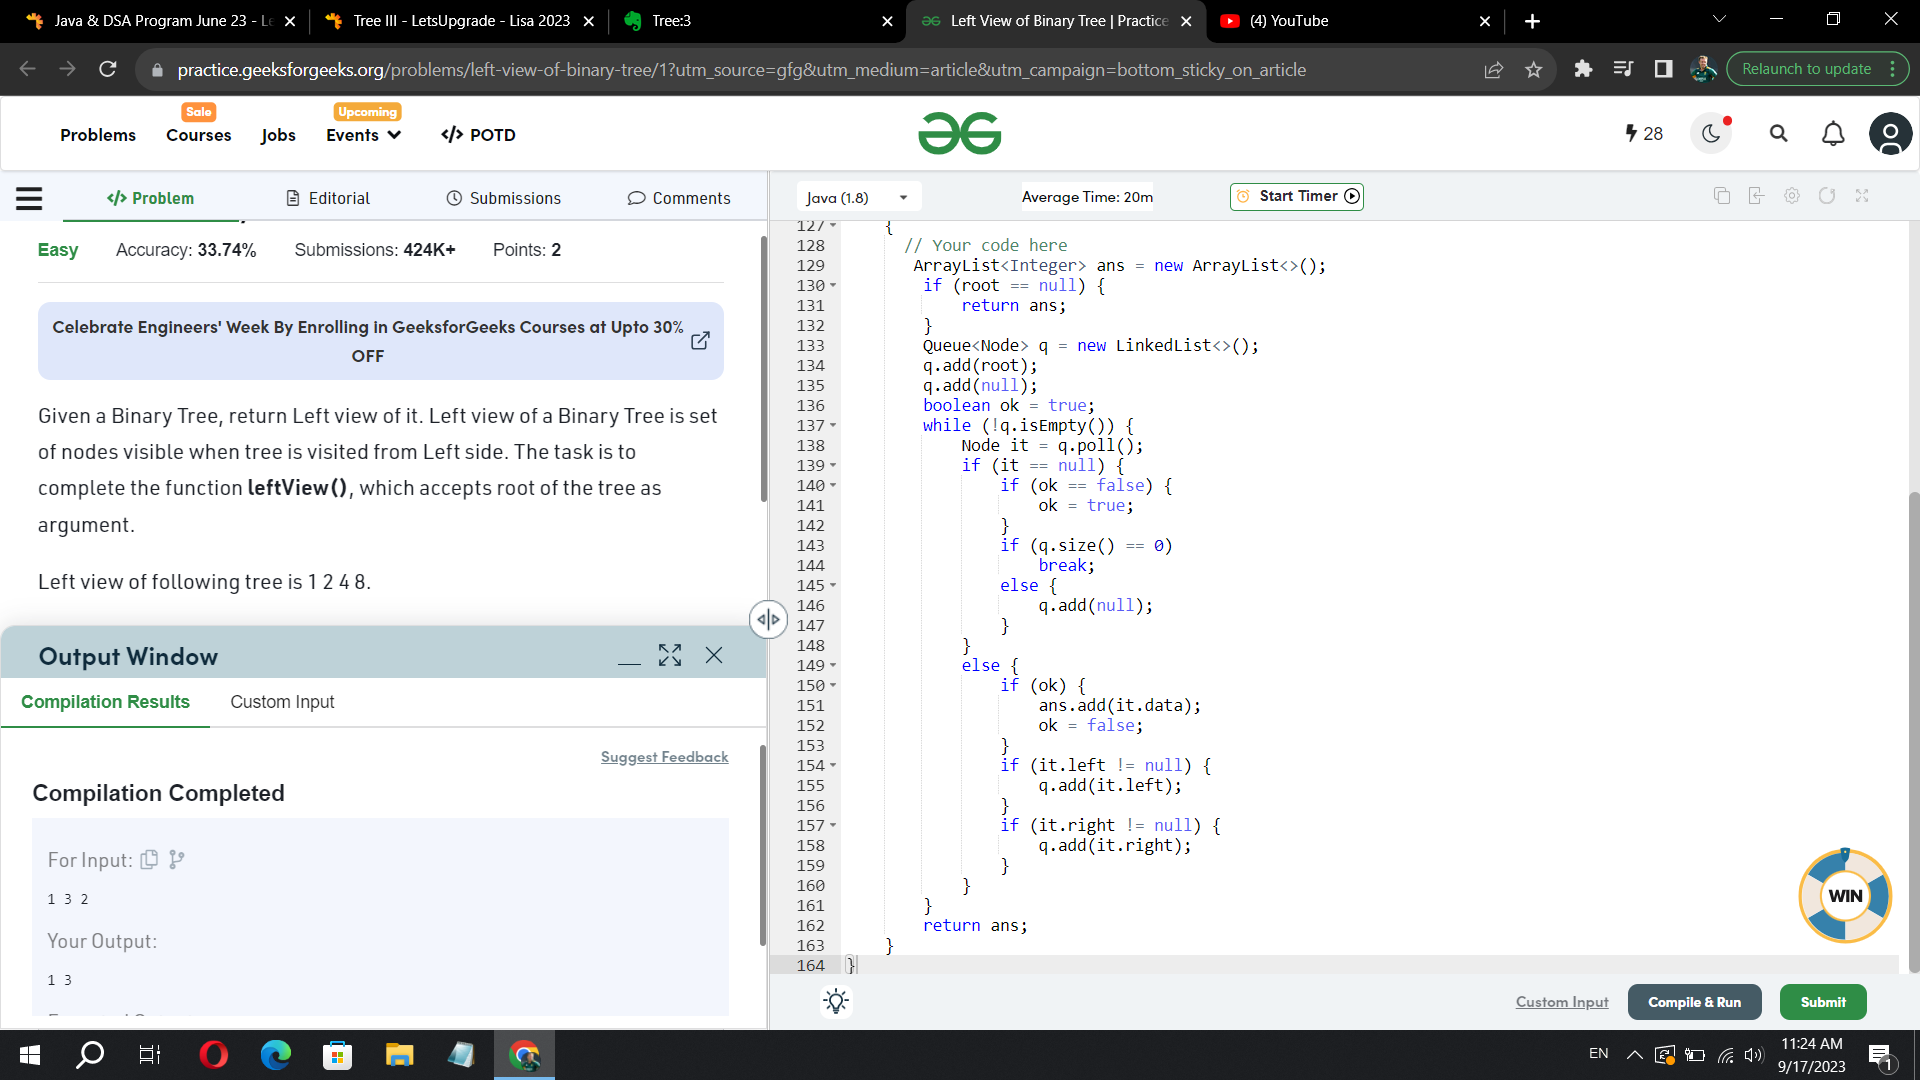 Java & DSA Program June 23 - Le
Tree III - LetsUpgrade - Lisa 2023
Tree:3
Left View of Binary Tree | Practice
(4) YouTube
practice.geeksforgeeks.org/problems/left-view-of-binary-tree/1?utm_source=gfg&utm_medium=article&utm_campaign=bottom_sticky_on_article
Relaunch to update
Problems
Sale
Courses
Jobs
Upcoming
Events
</> POTD
28
</> Problem
Editorial
Submissions
Comments
Java (1.8)
Average Time: 20m
Start Timer
Easy
Accuracy: 33.74%
Submissions: 424K+
Points: 2
Celebrate Engineers' Week By Enrolling in GeeksforGeeks Courses at Upto 30%
OFF
Given a Binary Tree, return Left view of it. Left view of a Binary Tree is set
of nodes visible when tree is visited from Left side. The task is to
complete the function leftView(), which accepts root of the tree as
argument.
Left view of following tree is 1 2 4 8.
Output Window
Compilation Results
Custom Input
Suggest Feedback
Compilation Completed
For Input:
1 3 2
Your Output:
1 3
127 {
128 // Your code here
129 ArrayList<Integer> ans = new ArrayList<>();
130 if (root == null) {
131 return ans;
132 }
133 Queue<Node> q = new LinkedList<>();
134 q.add(root);
135 q.add(null);
136 boolean ok = true;
137 while (!q.isEmpty()) {
138 Node it = q.poll();
139 if (it == null) {
140 if (ok == false) {
141 ok = true;
142 }
143 if (q.size() == 0)
144 break;
145 else {
146 q.add(null);
147 }
148 }
149 else {
150 if (ok) {
151 ans.add(it.data);
152 ok = false;
153 }
154 if (it.left != null) {
155 q.add(it.left);
156 }
157 if (it.right != null) {
158 q.add(it.right);
159 }
160 }
161 }
162 return ans;
163 }
164 }
WIN
Custom Input
Compile & Run
Submit
EN
11:24 AM
9/17/2023
1